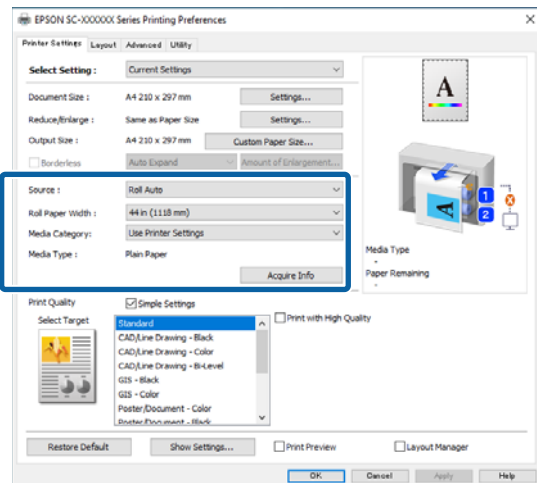 EPSON SC-XXXXXX Series Printing Preferences
Printer Settings Layout Advanced Utility
Select Setting : Current Settings
Document Size : A4 210 x 297 mm Settings...
Reduce/Enlarge : Same as Paper Size Settings...
Output Size : A4 210 x 297 mm Custom Paper Size...
Borderless Auto Expand Amount of Enlargement...
Source : Roll Auto
Roll Paper Width : 44 in (1118 mm)
Media Category: Use Printer Settings
Media Type : Plain Paper
Acquire Info
A
A
1
2
Media Type
-
Paper Remaining
-
Print Quality Simple Settings
Select Target
Standard
CAD/Line Drawing - Black
CAD/Line Drawing - Color
CAD/Line Drawing - Bi-Level
GIS - Black
GIS - Color
Poster/Document - Color
Poster/Document - Black
Print with High Quality
Restore Default Show Settings... Print Preview Layout Manager
OK Cancel Apply Help